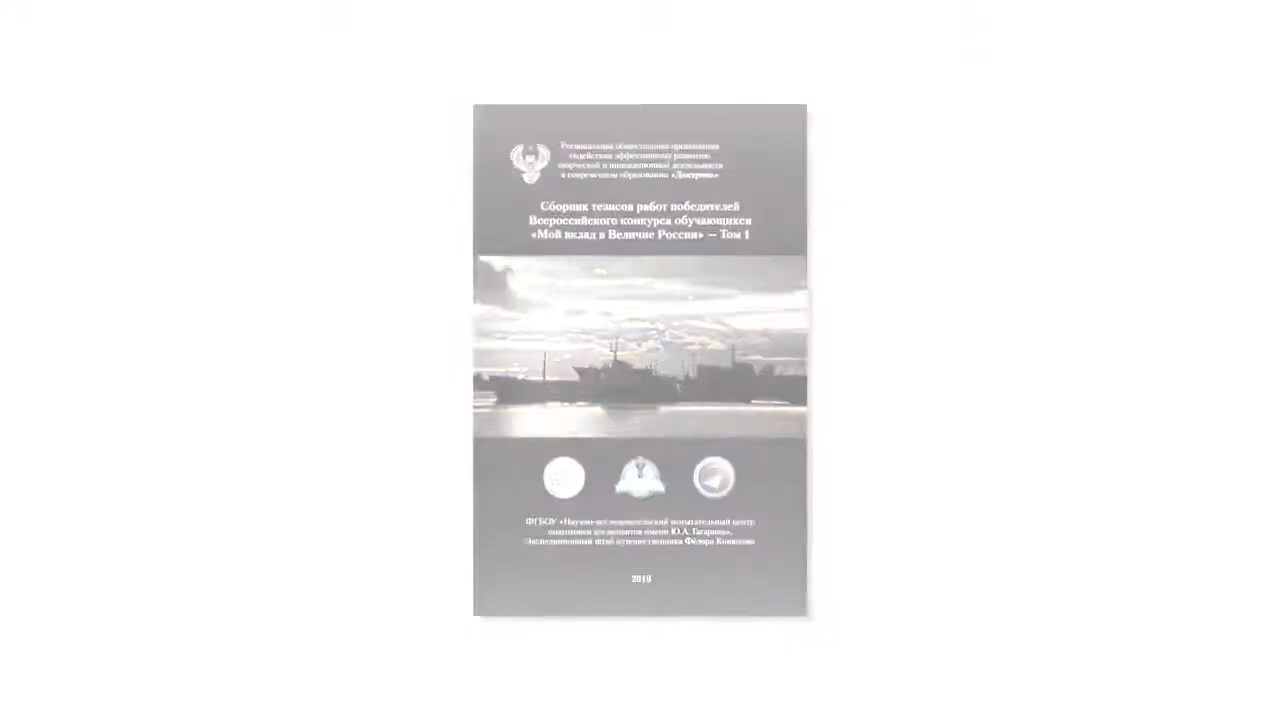 Региональная общественная организация
содействия эффективному развитию
творческой и инновационной деятельности
в современном образовании «Доктрина»
Сборник тезисов работ победителей
Всероссийского конкурса обучающихся
«Мой вклад в Величие России» – Том 1
ФГБОУ «Научно-исследовательский испытательный центр
подготовки космонавтов имени Ю.А. Гагарина»,
Экспедиционный штаб путешественника Фёдора Конюхова